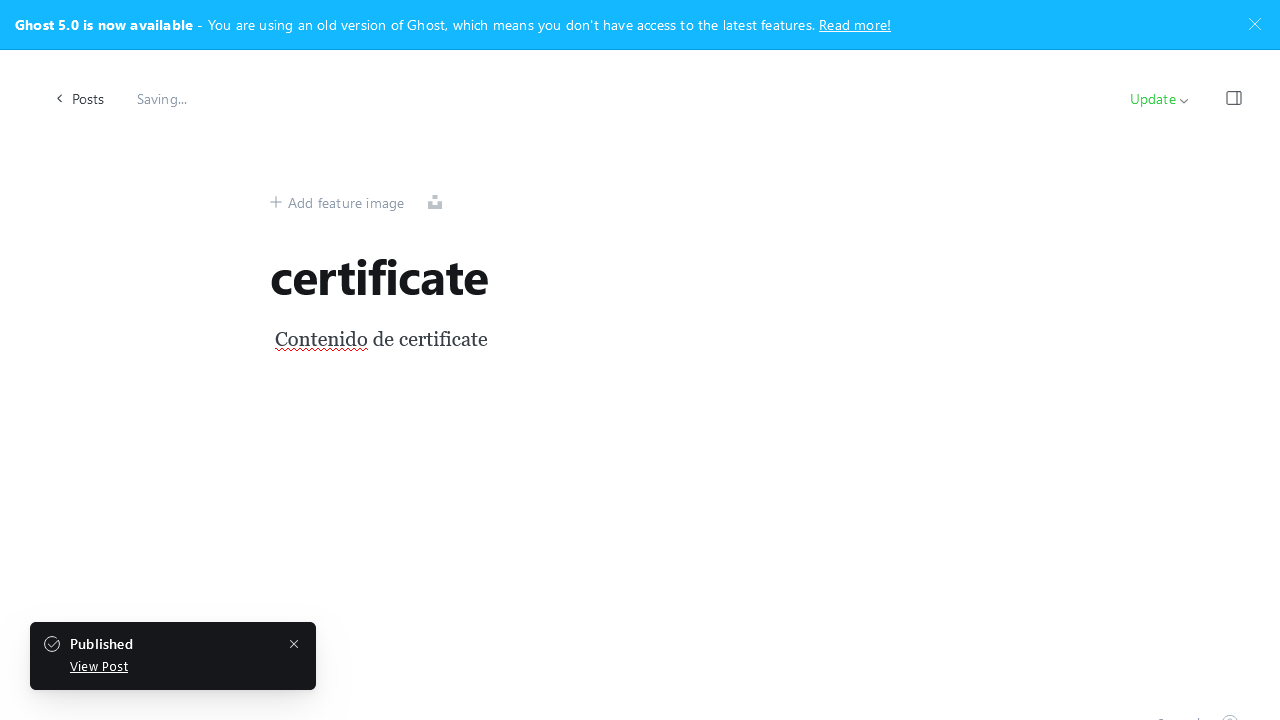 Ghost 5.0 is now available - You are using an old version of Ghost, which means you don't have access to the latest features. Read more!
Posts
Saving...
Update
Add feature image
certificate
Contenido de certificate
Published
View Post